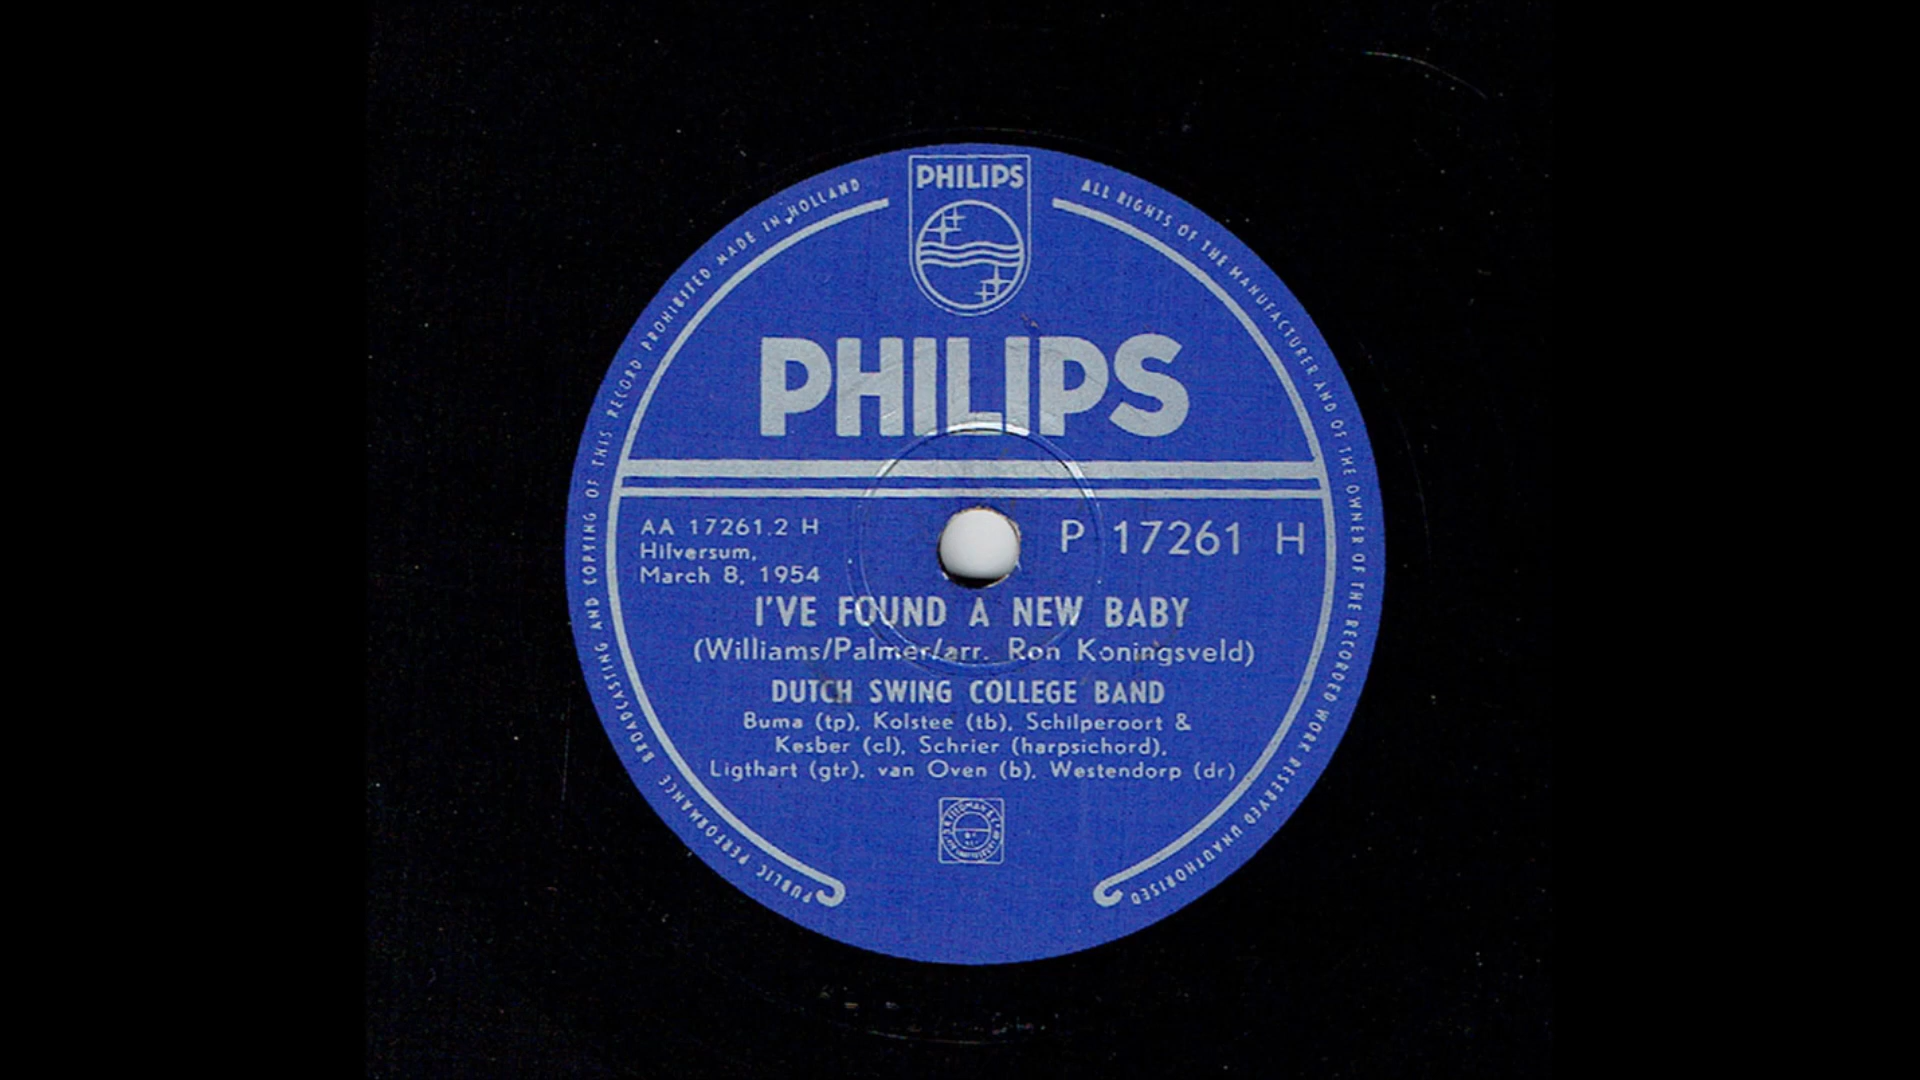 PHILIPS
PUBLIC PERFORMANCE BROADCASTING AND COPYING OF THIS RECORD PROHIBITED MADE IN HOLLAND
ALL RIGHTS OF THE MANUFACTURER AND OF THE OWNER OF THE RECORDED WORK RESERVED UNAUTHORISED
PHILIPS
AA 17261.2 H
Hilversum,
March 8, 1954
P 17261 H
I'VE FOUND A NEW BABY
(Williams/Palmer/arr. Ron Koningsveld)
DUTCH SWING COLLEGE BAND
Buma (tp), Kolstee (tb), Schilperoort &
Kesber (cl), Schrier (harpsichord),
Ligthart (gtr), van Oven (b), Westendorp (dr)